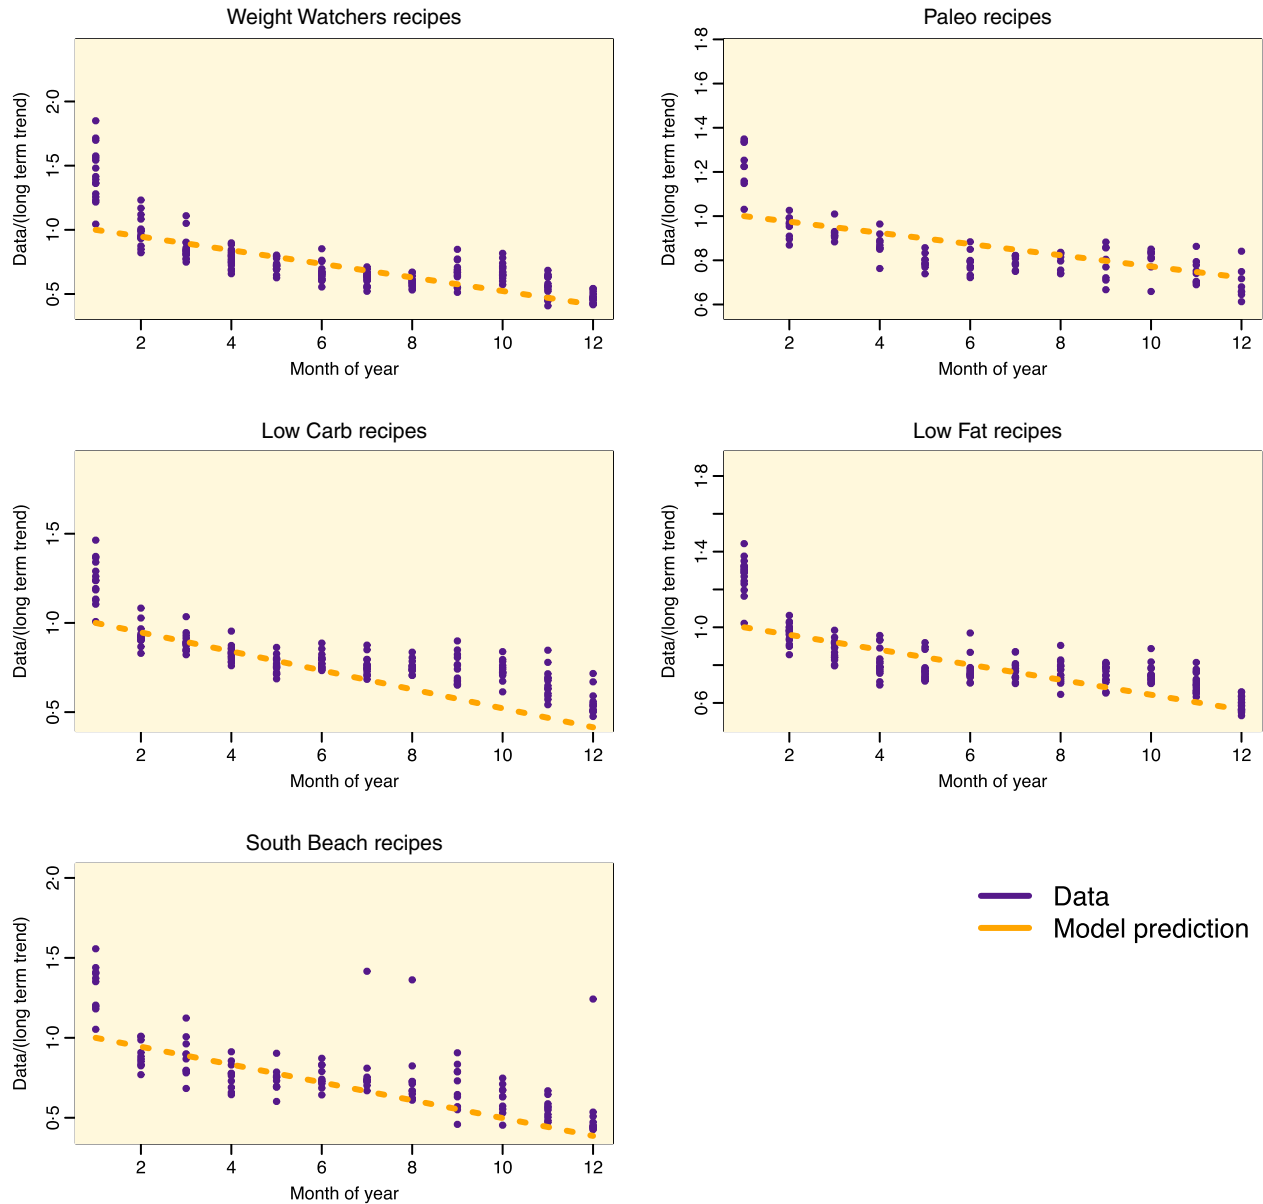 Weight Watchers recipes
Data/(long term trend)
2·0
1·5
1·0
0·5
2 4 6 8 10 12
Month of year
Paleo recipes
Data/(long term trend)
1·8
1·6
1·4
1·2
1·0
0·8
0·6
2 4 6 8 10 12
Month of year
Low Carb recipes
Data/(long term trend)
1·5
1·0
0·5
2 4 6 8 10 12
Month of year
Low Fat recipes
Data/(long term trend)
1·8
1·4
1·0
0·6
2 4 6 8 10 12
Month of year
South Beach recipes
Data/(long term trend)
2·0
1·5
1·0
0·5
2 4 6 8 10 12
Month of year
Data
Model prediction